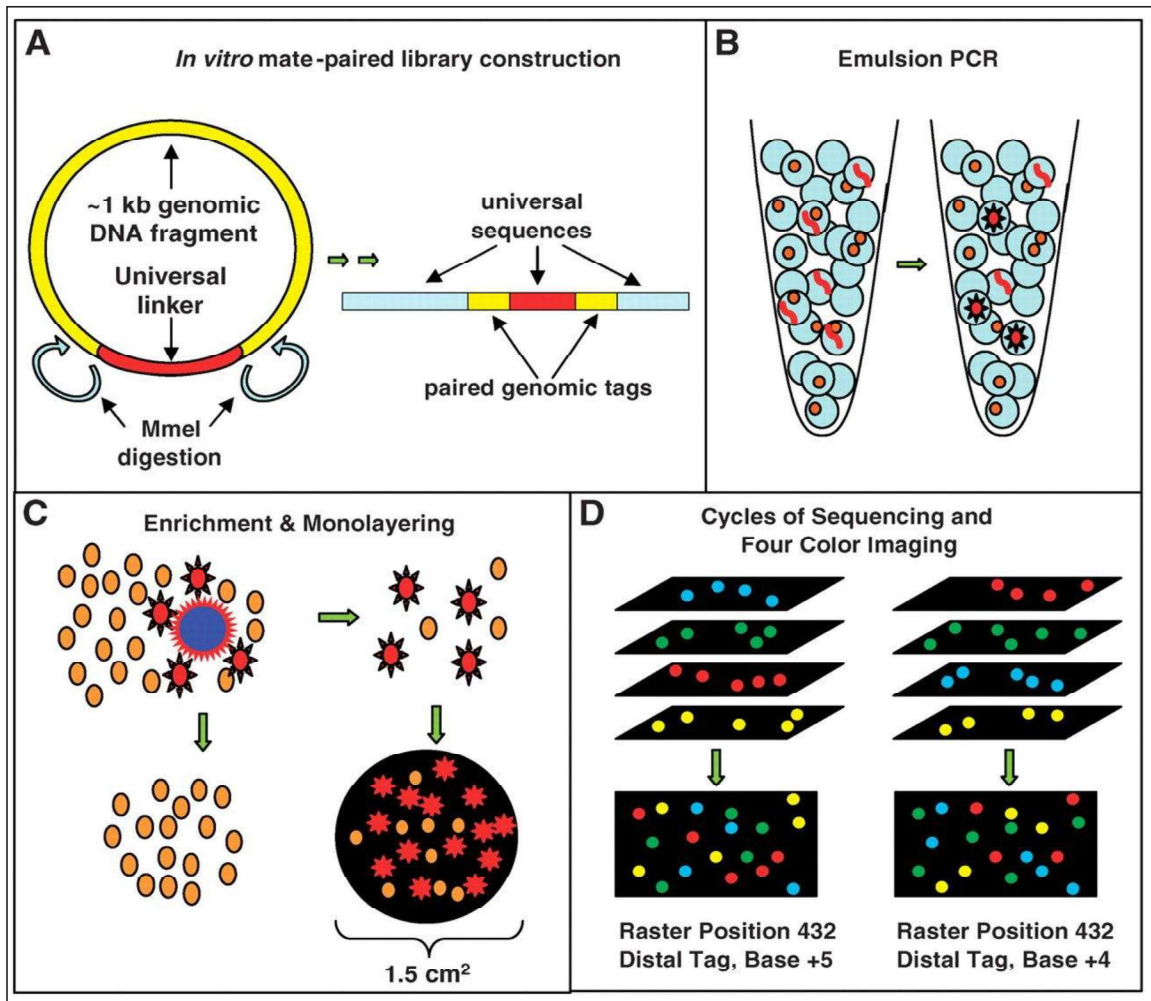 A
In vitro mate-paired library construction
~1 kb genomic
DNA fragment
Universal
linker
MmeI
digestion
universal
sequences
paired genomic tags
B
Emulsion PCR
C
Enrichment & Monolayering
1.5 cm²
D
Cycles of Sequencing and
Four Color Imaging
Raster Position 432
Distal Tag, Base +5
Raster Position 432
Distal Tag, Base +4